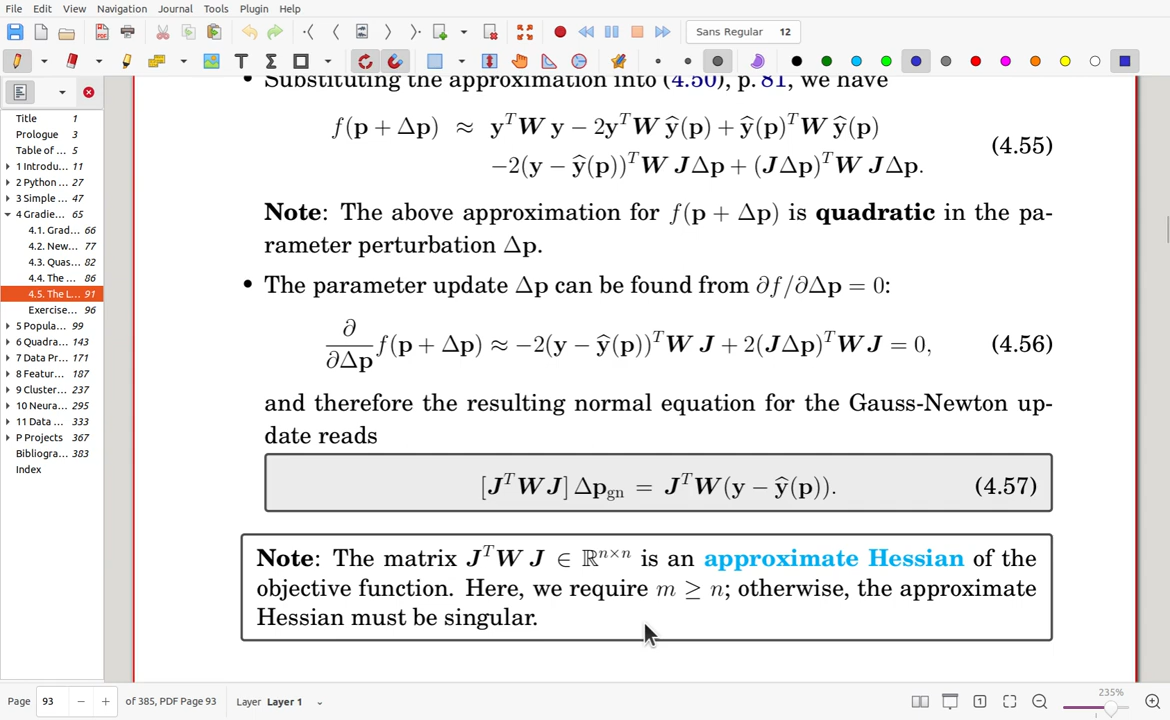 File Edit View Navigation Journal Tools Plugin Help
Sans Regular 12
Title 1
Prologue 3
Table of ... 5
1 Introdu... 11
2 Python ... 27
3 Simple ... 47
4 Gradie... 65
4.1. Grad... 66
4.2. New... 77
4.3. Quas... 82
4.4. The ... 86
4.5. The L... 91
Exercise... 96
5 Popula... 99
6 Quadra... 143
7 Data Pr... 171
8 Featur... 187
9 Cluster... 237
10 Neura... 295
11 Data ... 333
P Projects 367
Bibliogra... 383
Index
• Substituting the approximation into (4.50), p. 81, we have
f(p + Δp) ≈ y^T W y − 2y^T W ŷ(p) + ŷ(p)^T W ŷ(p)
−2(y − ŷ(p))^T W JΔp + (JΔp)^T W JΔp. (4.55)
Note: The above approximation for f(p + Δp) is quadratic in the pa-
rameter perturbation Δp.
• The parameter update Δp can be found from ∂f/∂Δp = 0:
∂/∂Δp f(p + Δp) ≈ −2(y − ŷ(p))^T W J + 2(JΔp)^T WJ = 0, (4.56)
and therefore the resulting normal equation for the Gauss-Newton up-
date reads
[J^T WJ] Δp_gn = J^T W(y − ŷ(p)). (4.57)
Note: The matrix J^T W J ∈ ℝ^{n×n} is an approximate Hessian of the
objective function. Here, we require m ≥ n; otherwise, the approximate
Hessian must be singular.
Page 93 − + of 385, PDF Page 93 Layer Layer 1 235%